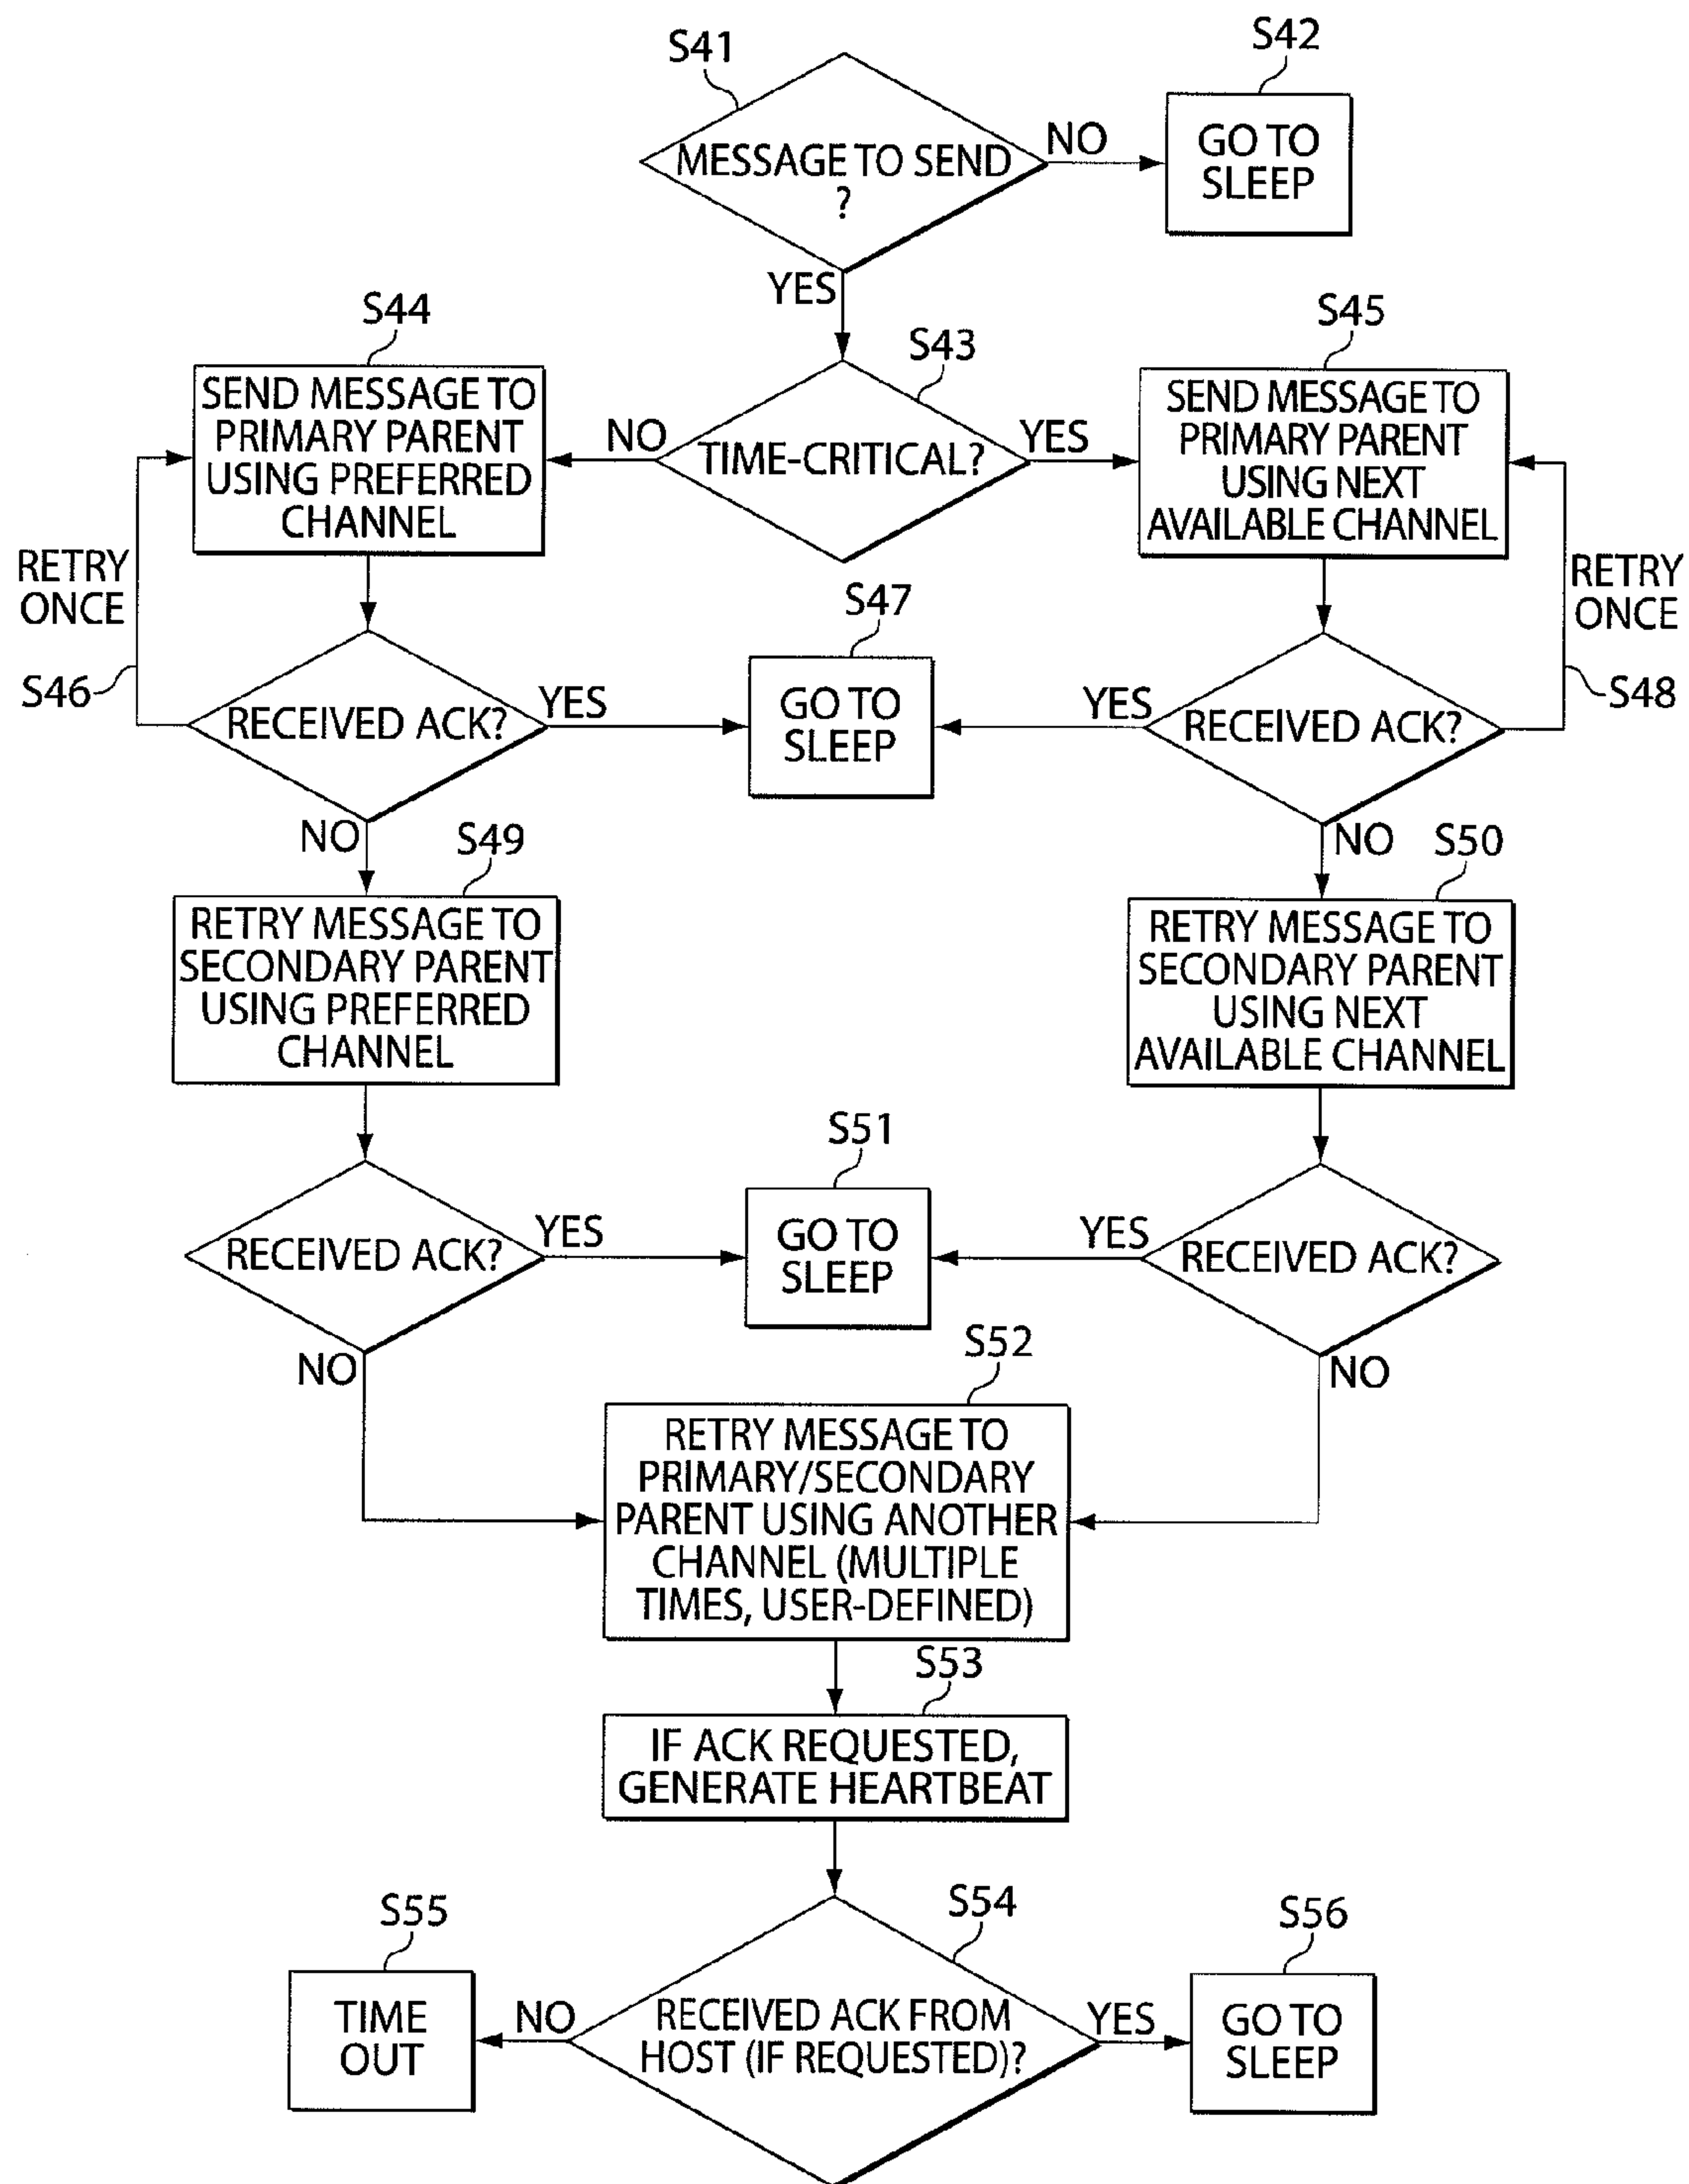 S41
MESSAGE TO SEND
?
NO
S42
GO TO
SLEEP
YES
S43
TIME-CRITICAL?
NO
YES
S44
SEND MESSAGE TO
PRIMARY PARENT
USING PREFERRED
CHANNEL
S45
SEND MESSAGE TO
PRIMARY PARENT
USING NEXT
AVAILABLE CHANNEL
RETRY
ONCE
S46
RECEIVED ACK?
YES
S47
GO TO
SLEEP
YES
RECEIVED ACK?
RETRY
ONCE
S48
NO
S49
RETRY MESSAGE TO
SECONDARY PARENT
USING PREFERRED
CHANNEL
NO
S50
RETRY MESSAGE TO
SECONDARY PARENT
USING NEXT
AVAILABLE CHANNEL
RECEIVED ACK?
YES
S51
GO TO
SLEEP
YES
RECEIVED ACK?
NO
NO
S52
RETRY MESSAGE TO
PRIMARY/SECONDARY
PARENT USING ANOTHER
CHANNEL (MULTIPLE
TIMES, USER-DEFINED)
S53
IF ACK REQUESTED,
GENERATE HEARTBEAT
S54
RECEIVED ACK FROM
HOST (IF REQUESTED)?
NO
S55
TIME
OUT
YES
S56
GO TO
SLEEP